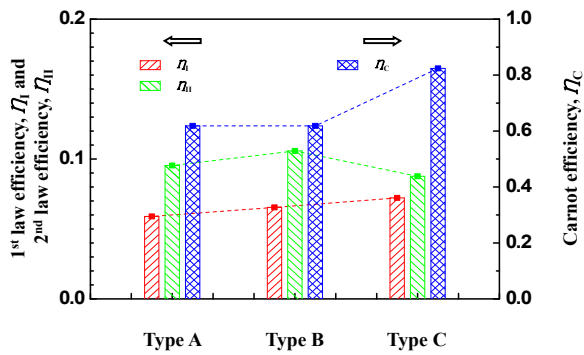 1st law efficiency, ηI and
2nd law efficiency, ηII
0.2
0.1
0.0
ηI
ηII
ηC
1.0
0.8
0.6
0.4
0.2
0.0
Carnot efficiency, ηC
Type A Type B Type C